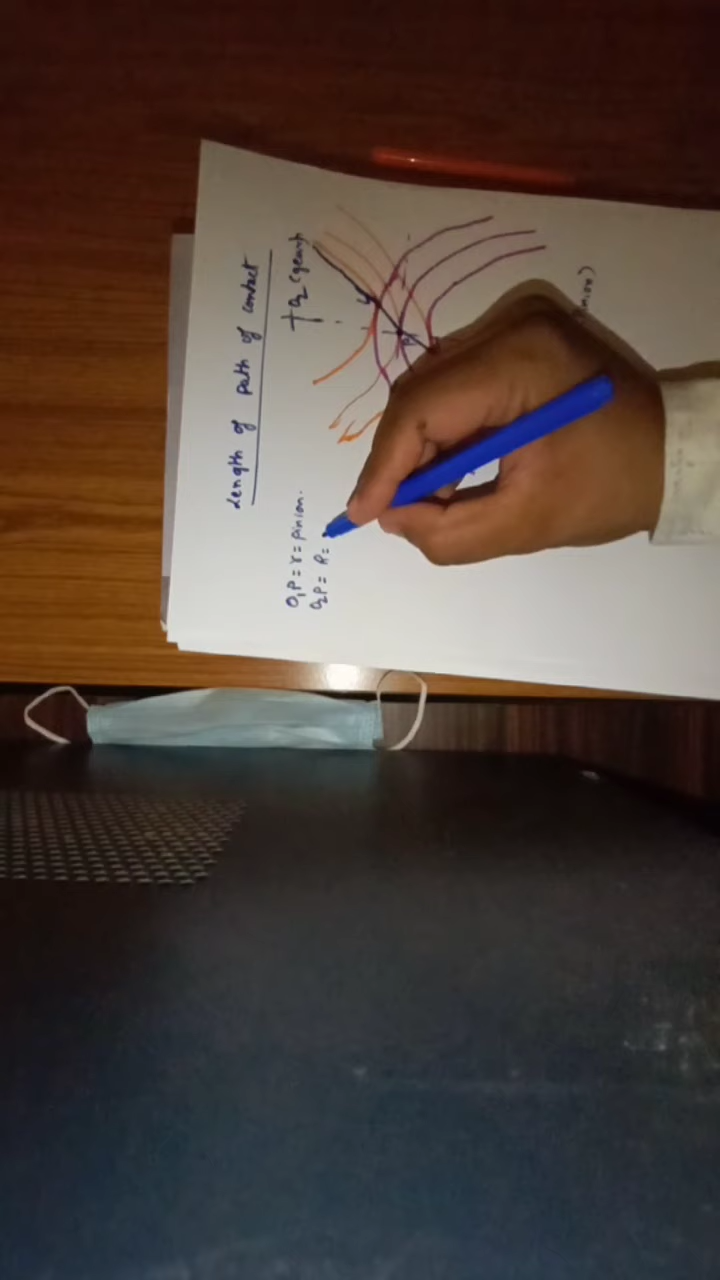 Length of Path of contact
O₂ (gear)
P
O₁P = r = pinion.
O₂P = R =